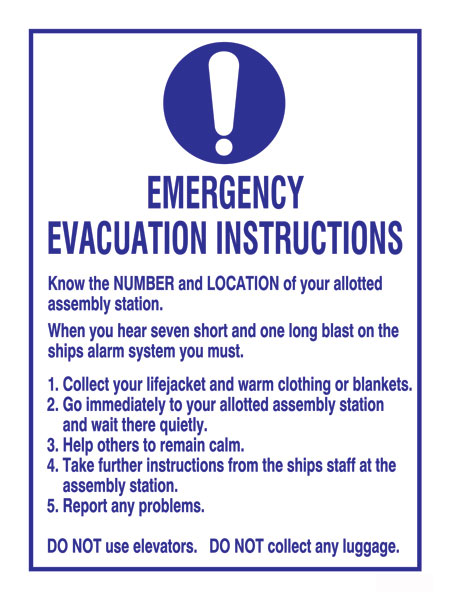 EMERGENCY
EVACUATION INSTRUCTIONS
Know the NUMBER and LOCATION of your allotted
assembly station.
When you hear seven short and one long blast on the
ships alarm system you must.
1. Collect your lifejacket and warm clothing or blankets.
2. Go immediately to your allotted assembly station
and wait there quietly.
3. Help others to remain calm.
4. Take further instructions from the ships staff at the
assembly station.
5. Report any problems.
DO NOT use elevators. DO NOT collect any luggage.